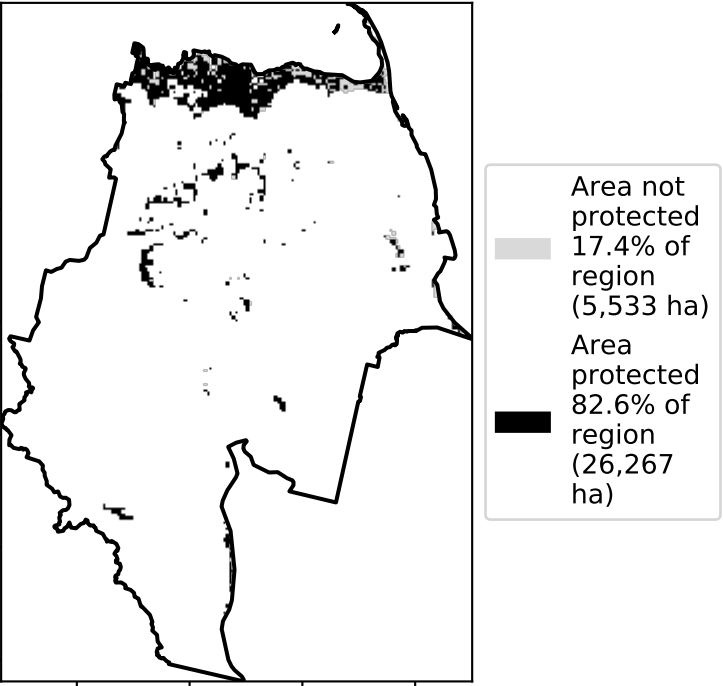 Area not
protected
17.4% of
region
(5,533 ha)
Area
protected
82.6% of
region
(26,267
ha)